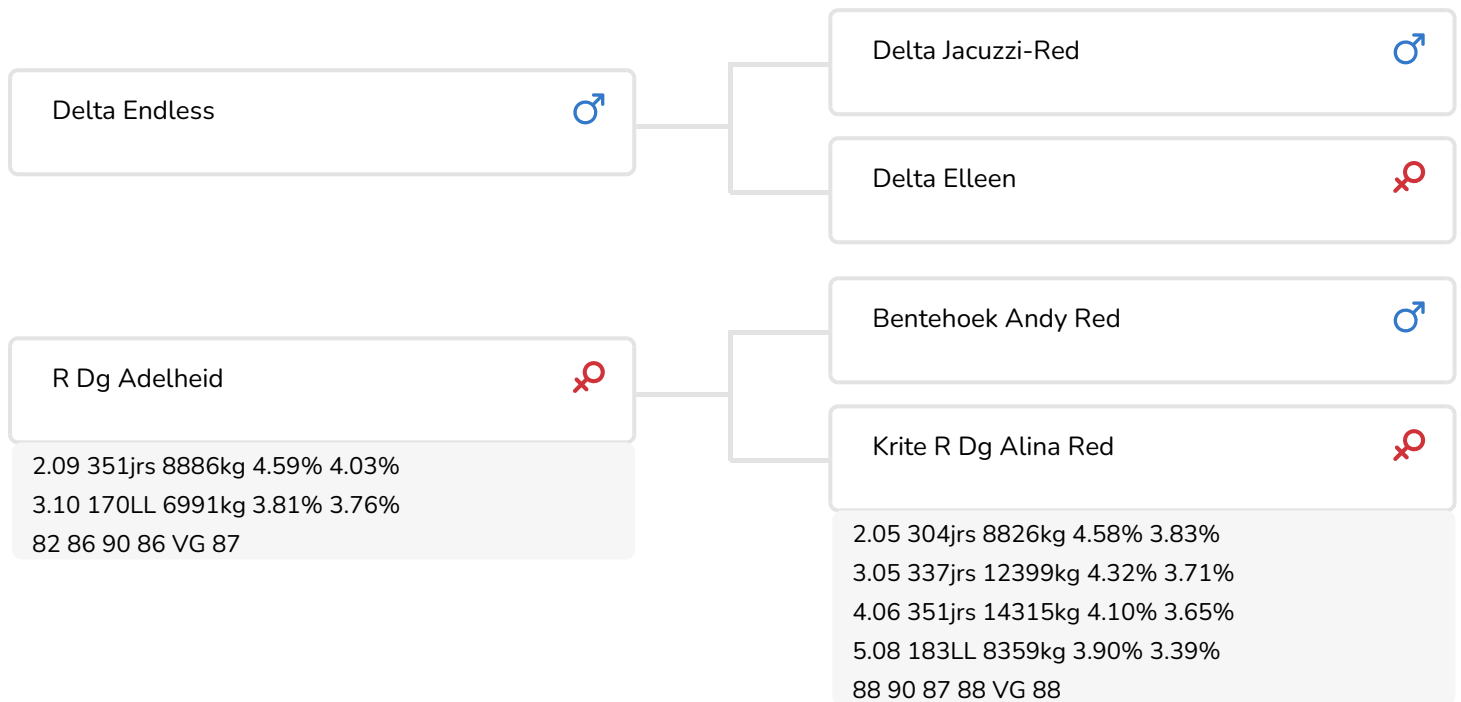 Delta Endless
Delta Jacuzzi-Red
Delta Elleen
R Dg Adelheid
2.09 351jrs 8886kg 4.59% 4.03%
3.10 170LL 6991kg 3.81% 3.76%
82 86 90 86 VG 87
Bentehoek Andy Red
Krite R Dg Alina Red
2.05 304jrs 8826kg 4.58% 3.83%
3.05 337jrs 12399kg 4.32% 3.71%
4.06 351jrs 14315kg 4.10% 3.65%
5.08 183LL 8359kg 3.90% 3.39%
88 90 87 88 VG 88